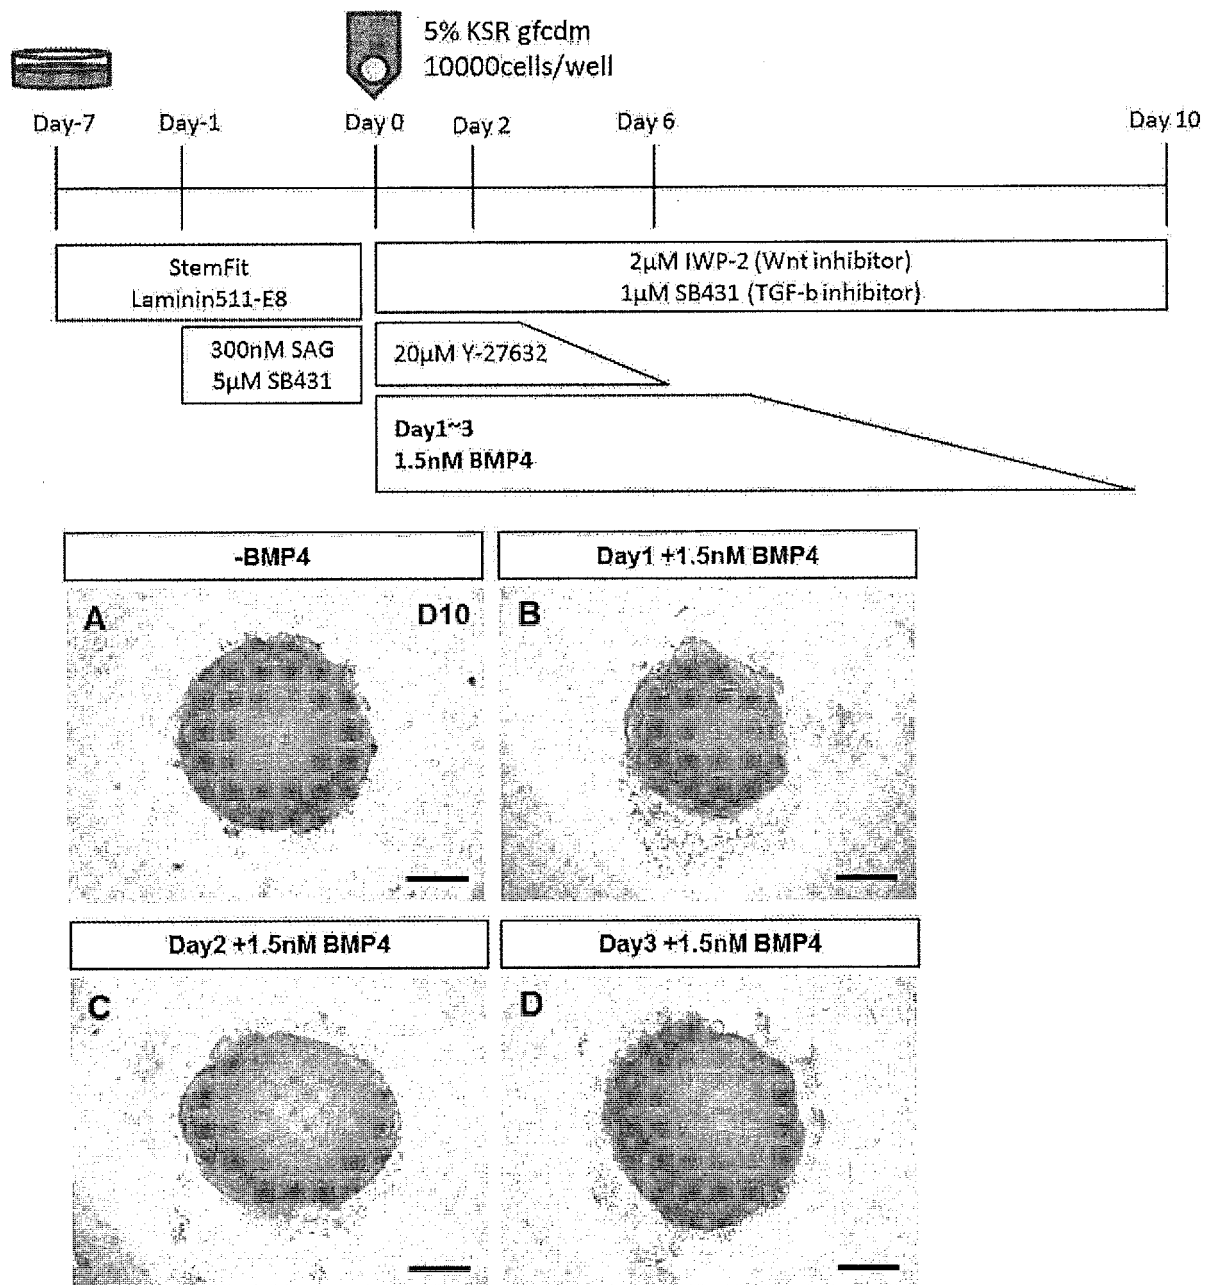 5% KSR gfcdm
10000cells/well
Day-7
Day-1
Day 0
Day 2
Day 6
Day 10
StemFit
Laminin511-E8
2µM IWP-2 (Wnt inhibitor)
1µM SB431 (TGF-b inhibitor)
300nM SAG
5µM SB431
20µM Y-27632
Day1~3
1.5nM BMP4
-BMP4
Day1 +1.5nM BMP4
A
D10
B
Day2 +1.5nM BMP4
Day3 +1.5nM BMP4
C
D